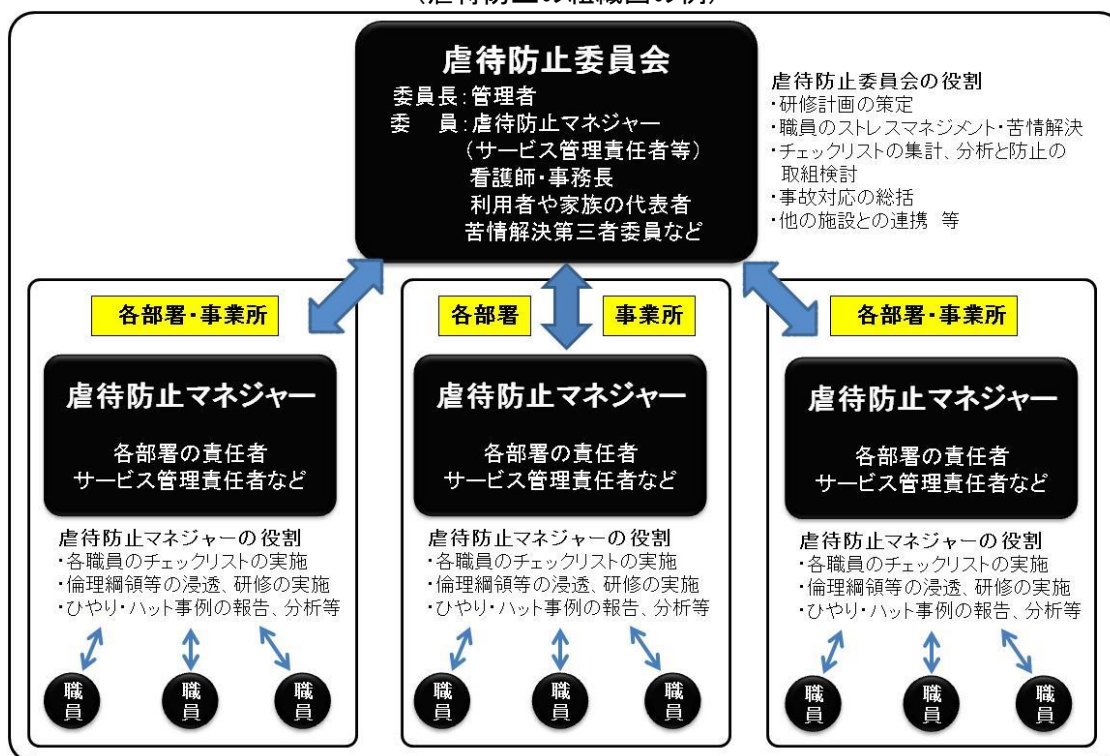 (虐待防止の組織図の例)
虐待防止委員会
委員長:管理者
委　員:虐待防止マネジャー
(サービス管理責任者等)
看護師・事務長
利用者や家族の代表者
苦情解決第三者委員など
虐待防止委員会の役割
・研修計画の策定
・職員のストレスマネジメント・苦情解決
・チェックリストの集計、分析と防止の
取組検討
・事故対応の総括
・他の施設との連携 等
各部署・事業所
虐待防止マネジャー
各部署の責任者
サービス管理責任者など
虐待防止マネジャーの役割
・各職員のチェックリストの実施
・倫理綱領等の浸透、研修の実施
・ひやり・ハット事例の報告、分析等
職員
職員
職員
各部署
事業所
虐待防止マネジャー
各部署の責任者
サービス管理責任者など
虐待防止マネジャーの役割
・各職員のチェックリストの実施
・倫理綱領等の浸透、研修の実施
・ひやり・ハット事例の報告、分析等
職員
職員
職員
各部署・事業所
虐待防止マネジャー
各部署の責任者
サービス管理責任者など
虐待防止マネジャーの役割
・各職員のチェックリストの実施
・倫理綱領等の浸透、研修の実施
・ひやり・ハット事例の報告、分析等
職員
職員
職員